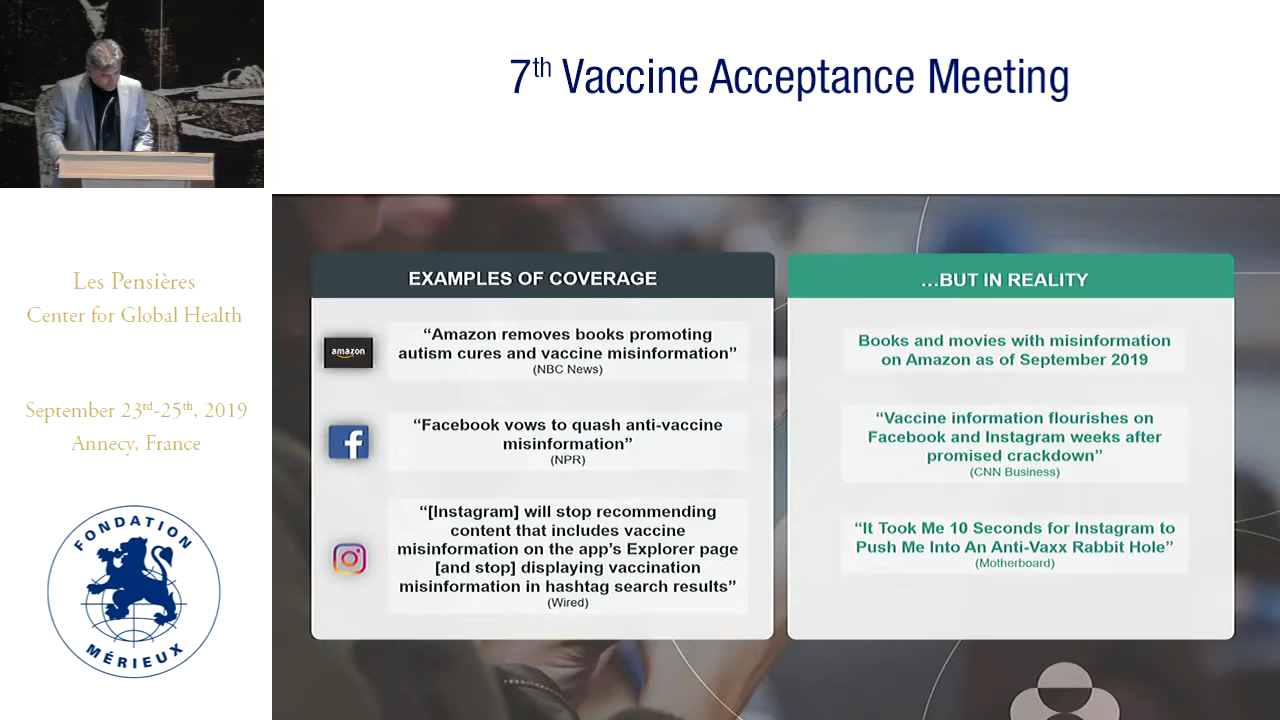 7th Vaccine Acceptance Meeting
Les Pensières
Center for Global Health
September 23rd-25th, 2019
Annecy, France
FONDATION
MÉRIEUX
EXAMPLES OF COVERAGE
amazon
“Amazon removes books promoting
autism cures and vaccine misinformation”
(NBC News)
“Facebook vows to quash anti-vaccine
misinformation”
(NPR)
“[Instagram] will stop recommending
content that includes vaccine
misinformation on the app’s Explorer page
[and stop] displaying vaccination
misinformation in hashtag search results”
(Wired)
...BUT IN REALITY
Books and movies with misinformation
on Amazon as of September 2019
“Vaccine information flourishes on
Facebook and Instagram weeks after
promised crackdown”
(CNN Business)
“It Took Me 10 Seconds for Instagram to
Push Me Into An Anti-Vaxx Rabbit Hole”
(Motherboard)